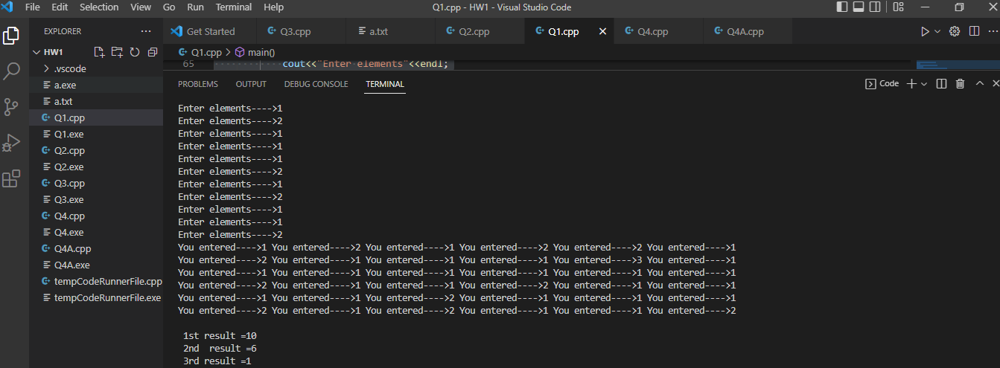 File Edit Selection View Go Run Terminal Help Q1.cpp - HW1 - Visual Studio Code
EXPLORER ... Get Started Q3.cpp a.txt Q2.cpp Q1.cpp Q4.cpp Q4A.cpp
HW1 Q1.cpp > main()
65 cout<<"Enter elements"<<endl;
.vscode
a.exe
a.txt
Q1.cpp
Q1.exe
Q2.cpp
Q2.exe
Q3.cpp
Q3.exe
Q4.cpp
Q4.exe
Q4A.cpp
Q4A.exe
tempCodeRunnerFile.cpp
tempCodeRunnerFile.exe
PROBLEMS OUTPUT DEBUG CONSOLE TERMINAL Code
Enter elements---->1
Enter elements---->2
Enter elements---->1
Enter elements---->1
Enter elements---->1
Enter elements---->2
Enter elements---->1
Enter elements---->2
Enter elements---->1
Enter elements---->1
Enter elements---->2
You entered---->1 You entered---->2 You entered---->1 You entered---->2 You entered---->2 You entered---->1
You entered---->2 You entered---->1 You entered---->1 You entered---->1 You entered---->3 You entered---->1
You entered---->1 You entered---->1 You entered---->1 You entered---->1 You entered---->1 You entered---->1
You entered---->2 You entered---->1 You entered---->2 You entered---->1 You entered---->1 You entered---->1
You entered---->1 You entered---->1 You entered---->2 You entered---->1 You entered---->1 You entered---->1
You entered---->2 You entered---->1 You entered---->2 You entered---->1 You entered---->1 You entered---->2
1st result =10
2nd  result =6
3rd result =1